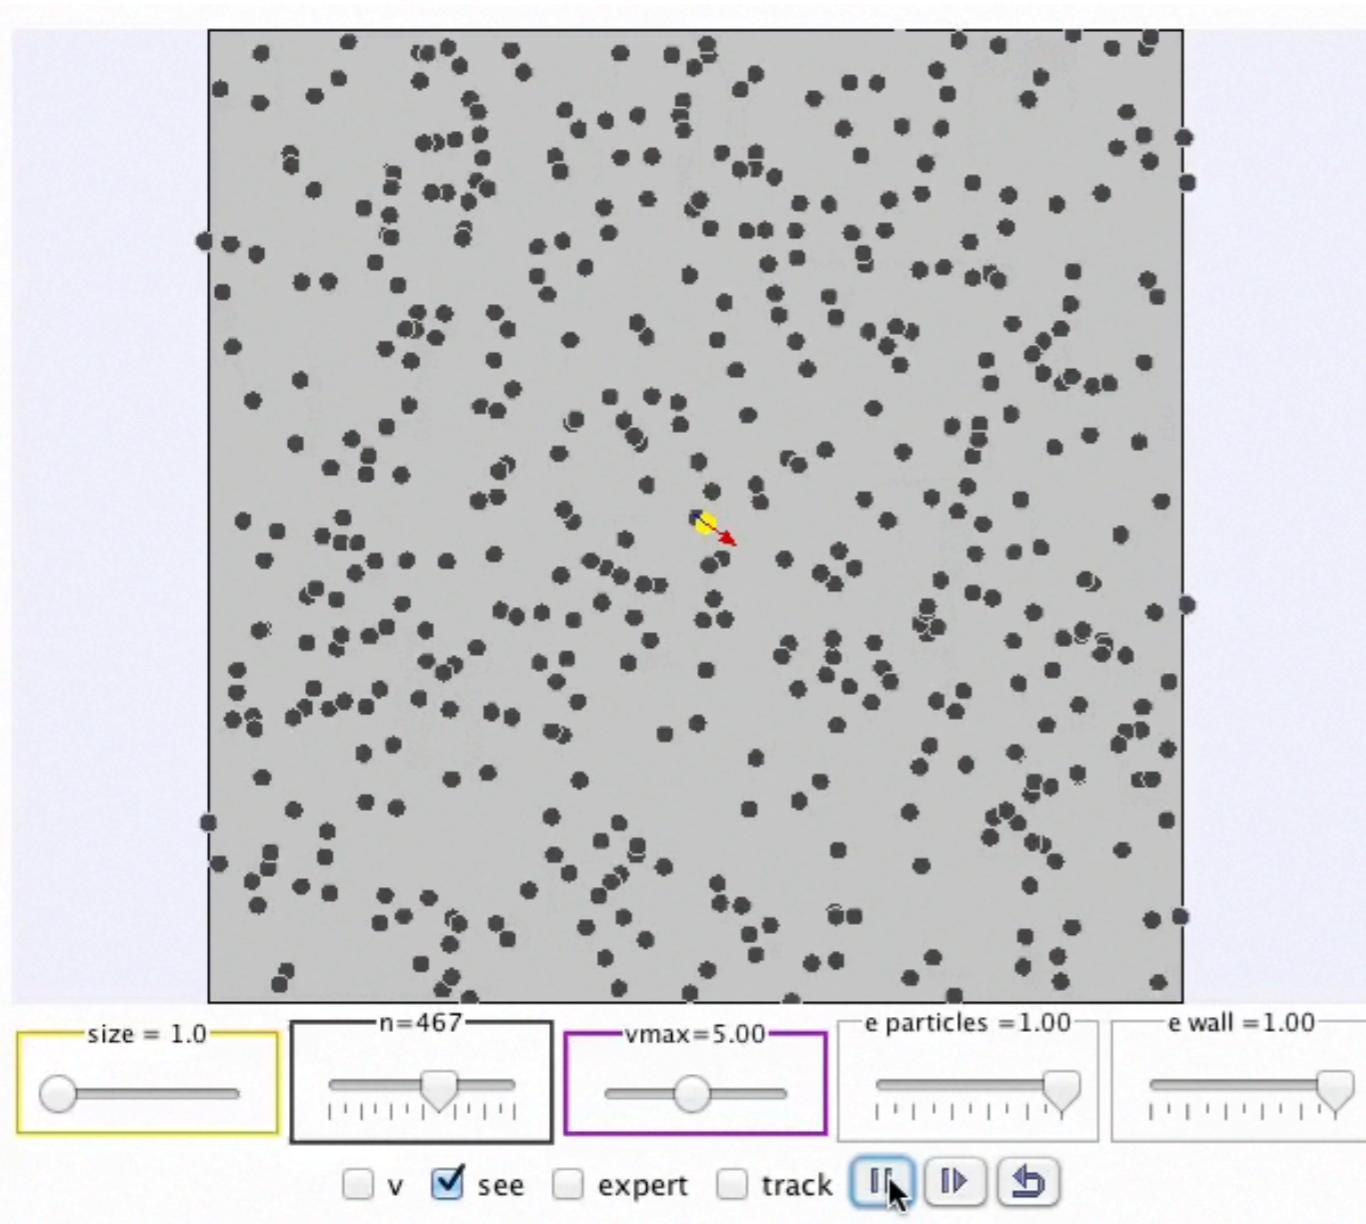 size = 1.0
n=467
vmax=5.00
e particles =1.00
e wall =1.00
v
see
expert
track